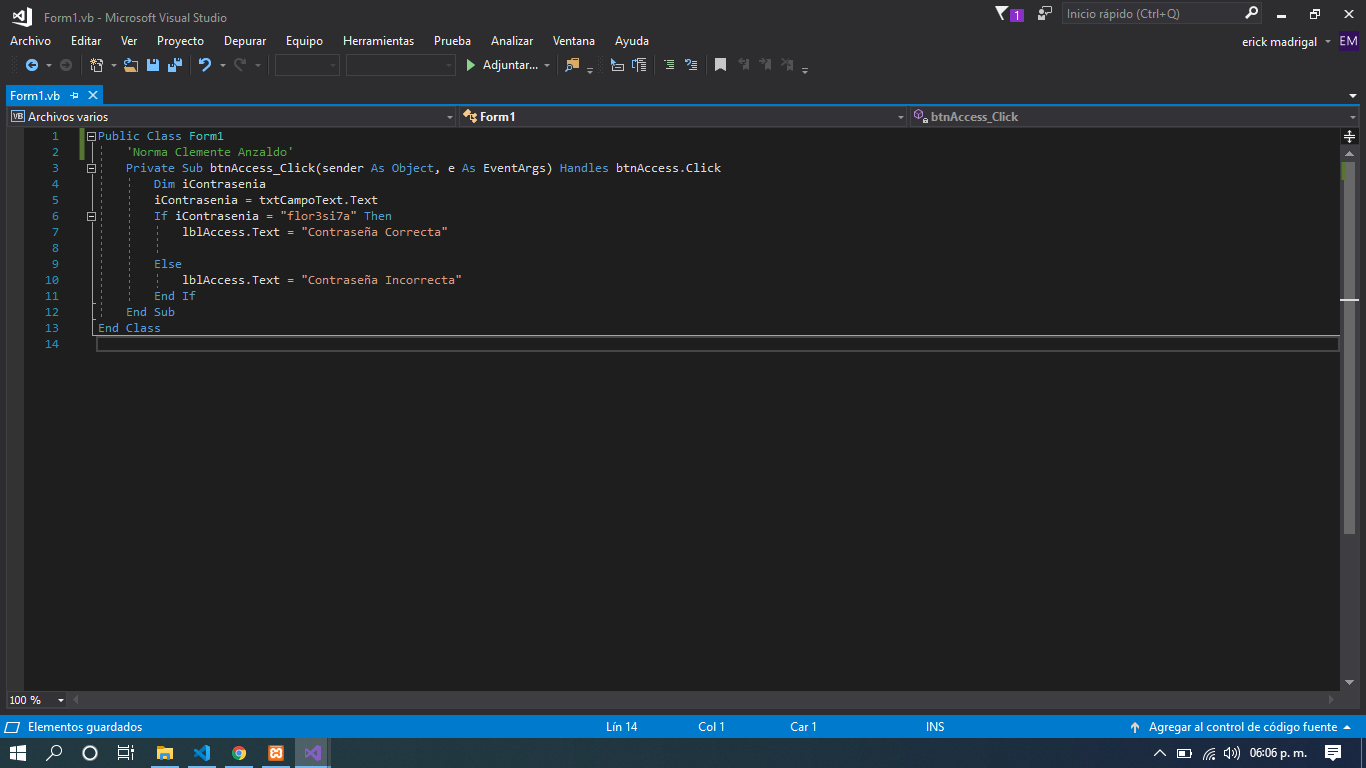 Form1.vb - Microsoft Visual Studio
1
Inicio rápido (Ctrl+Q)
Archivo Editar Ver Proyecto Depurar Equipo Herramientas Prueba Analizar Ventana Ayuda
erick madrigal EM
Adjuntar...
Form1.vb
VB Archivos varios
Form1
btnAccess_Click
1 Public Class Form1
2 'Norma Clemente Anzaldo'
3 Private Sub btnAccess_Click(sender As Object, e As EventArgs) Handles btnAccess.Click
4 Dim iContrasenia
5 iContrasenia = txtCampoText.Text
6 If iContrasenia = "flor3si7a" Then
7 lblAccess.Text = "Contraseña Correcta"
8
9 Else
10 lblAccess.Text = "Contraseña Incorrecta"
11 End If
12 End Sub
13 End Class
14
100 %
Elementos guardados
Lín 14 Col 1 Car 1 INS
Agregar al control de código fuente
06:06 p. m.